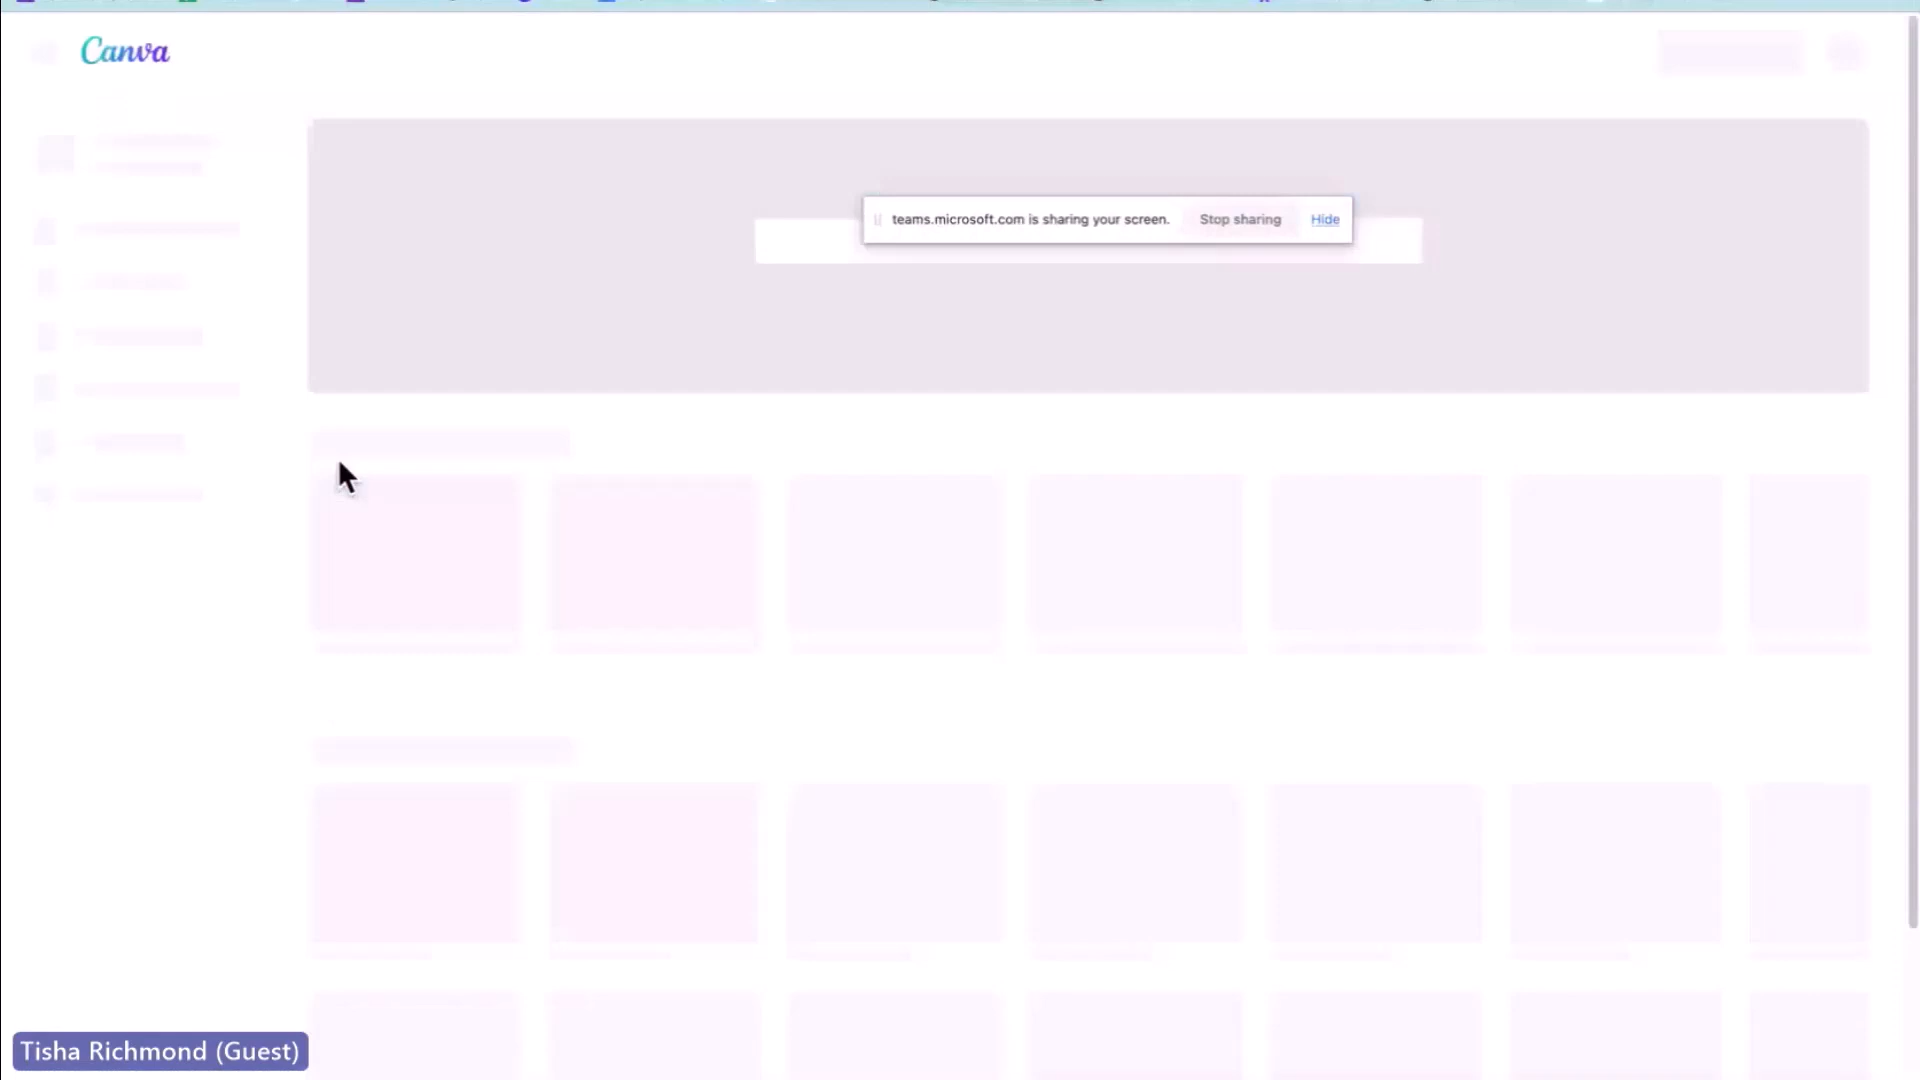 Canva
teams.microsoft.com is sharing your screen. Stop sharing Hide
Tisha Richmond (Guest)